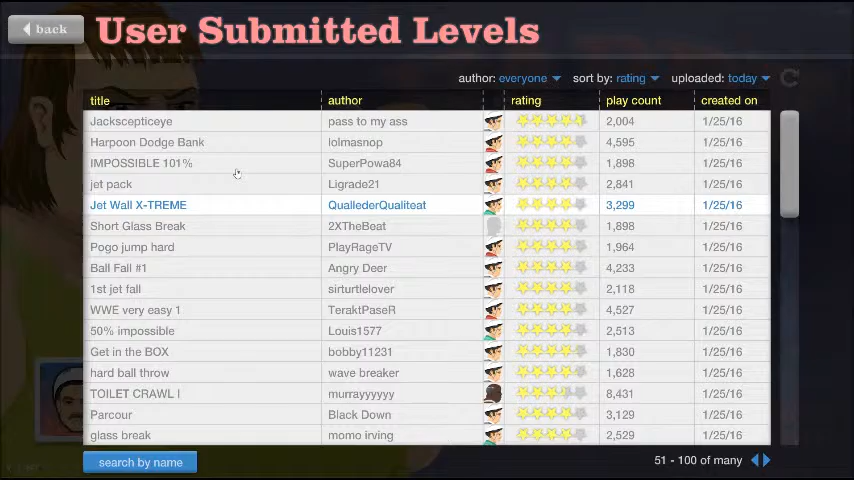 back
User Submitted Levels
author: everyone sort by: rating uploaded: today
title author rating play count created on
Jackscepticeye pass to my ass 2,004 1/25/16
Harpoon Dodge Bank lolmasnop 4,595 1/25/16
IMPOSSIBLE 101% SuperPowa84 1,898 1/25/16
jet pack Ligrade21 2,841 1/25/16
Jet Wall X-TREME QuallederQualiteat 3,299 1/25/16
Short Glass Break 2XTheBeat 1,898 1/25/16
Pogo jump hard PlayRageTV 1,964 1/25/16
Ball Fall #1 Angry Deer 4,233 1/25/16
1st jet fall sirturtlelover 2,118 1/25/16
WWE very easy 1 TeraktPaseR 4,527 1/25/16
50% impossible Louis1577 2,513 1/25/16
Get in the BOX bobby11231 1,830 1/25/16
hard ball throw wave breaker 1,628 1/25/16
TOILET CRAWL ! murrayyyyyy 8,431 1/25/16
Parcour Black Down 3,129 1/25/16
glass break momo irving 2,529 1/25/16
search by name 51 - 100 of many